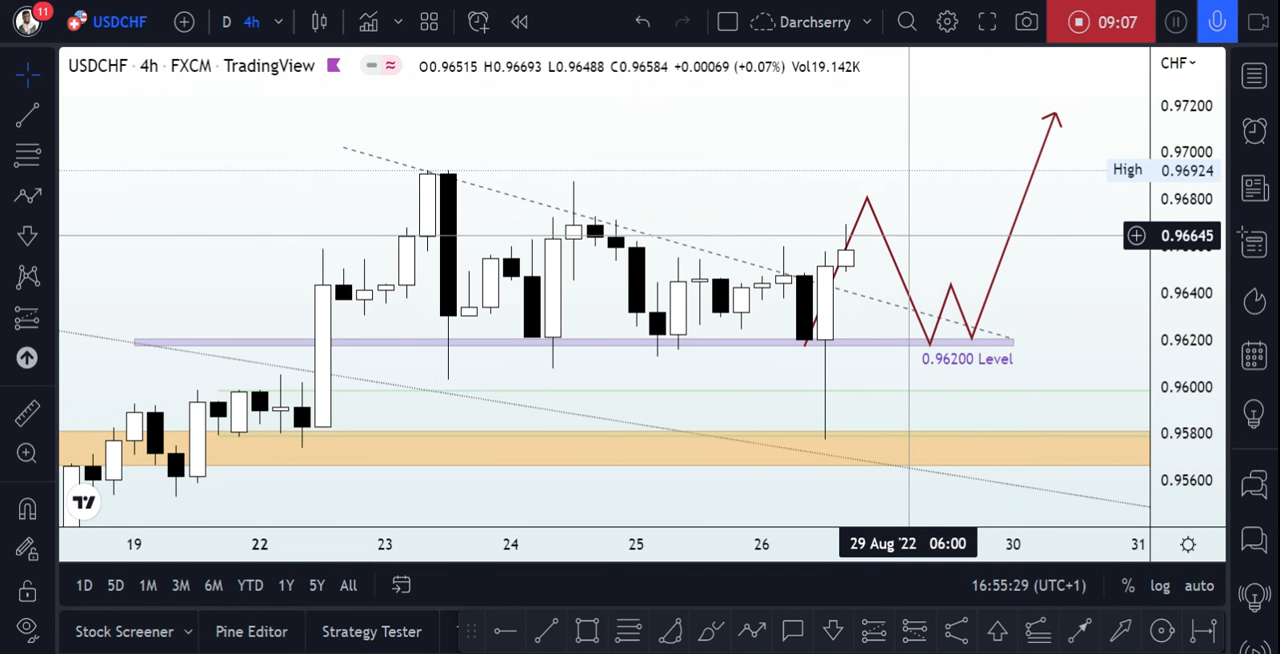 11
USDCHF
D 4h
Darchserry
09:07
USDCHF · 4h · FXCM · TradingView
O0.96515 H0.96693 L0.96488 C0.96584 +0.00069 (+0.07%) Vol19.142K
CHF
0.97200
0.97000
High 0.96924
0.96800
0.96645
0.96400
0.96200
0.96200 Level
0.96000
0.95800
0.95600
19 22 23 24 25 26 29 Aug '22 06:00 30 31
1D 5D 1M 3M 6M YTD 1Y 5Y All
16:55:29 (UTC+1) % log auto
Stock Screener Pine Editor Strategy Tester